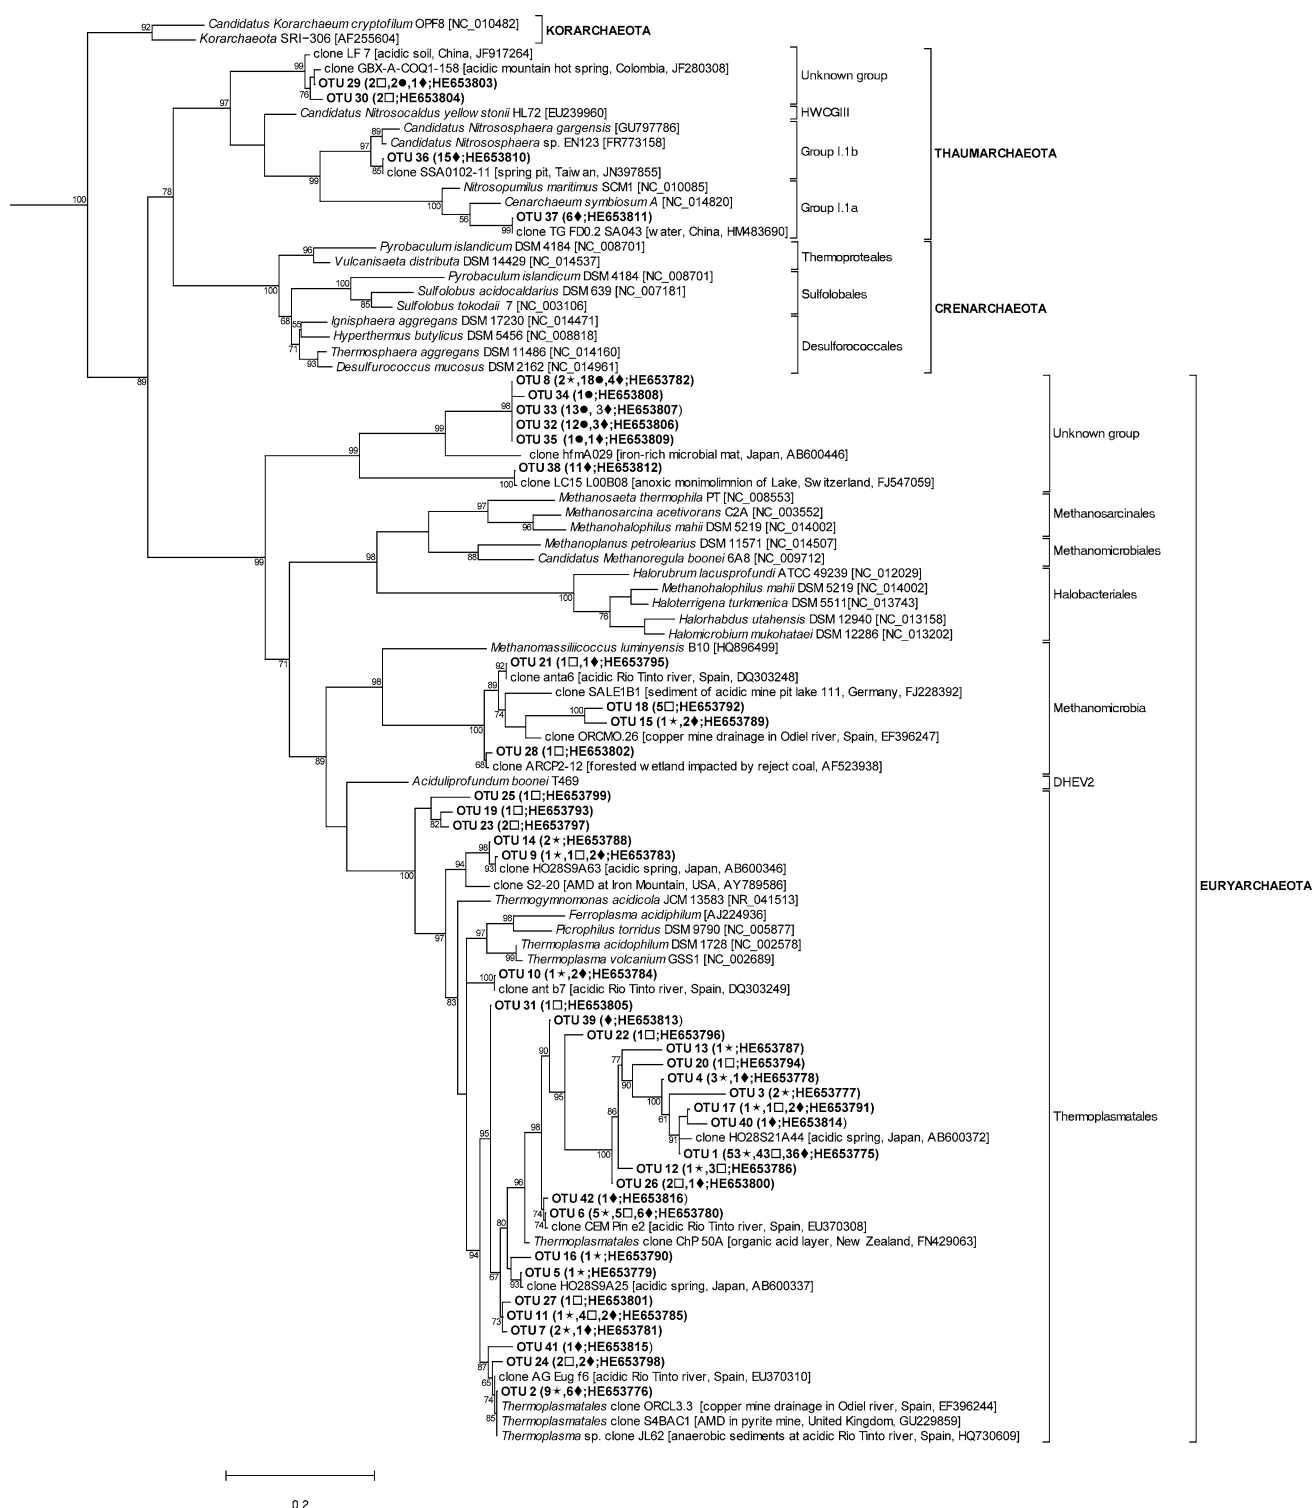 Candidatus Korarchaeum cryptofilum OPF8 [NC_010482]
92
KORARCHAEOTA
Korarchaeota SRI−306 [AF255604]
clone LF 7 [acidic soil, China, JF917264]
99
clone GBX-A-COQ1-158 [acidic mountain hot spring, Colombia, JF280308]
Unknown group
OTU 29 (2□,2●,1♦;HE653803)
76
OTU 30 (2□;HE653804)
97
Candidatus Nitrosocaldus yellow stonii HL72 [EU239960]
HWCGIII
Candidatus Nitrososphaera gargensis [GU797786]
89
Candidatus Nitrososphaera sp. EN123 [FR773158]
97
Group I.1b
THAUMARCHAEOTA
OTU 36 (15♦;HE653810)
85
clone SSA0102-11 [spring pit, Taiw an, JN397855]
99
Nitrosopumilus maritimus SCM1 [NC_010085]
78
100
100
Cenarchaeum symbiosum A [NC_014820]
Group I.1a
56
OTU 37 (6♦;HE653811)
99
clone TG FD0.2 SA043 [water, China, HM483690]
Pyrobaculum islandicum DSM 4184 [NC_008701]
96
Thermoproteales
Vulcanisaeta distributa DSM 14429 [NC_014537]
Pyrobaculum islandicum DSM 4184 [NC_008701]
100
100
Sulfolobus acidocaldarius DSM 639 [NC_007181]
Sulfolobales
85
Sulfolobus tokodaii 7 [NC_003106]
CRENARCHAEOTA
68
55
Ignisphaera aggregans DSM 17230 [NC_014471]
Hyperthermus butylicus DSM 5456 [NC_008818]
71
Desulforococcales
Thermosphaera aggregans DSM 11486 [NC_014160]
93
Desulfurococcus mucosus DSM 2162 [NC_014961]
89
OTU 8 (2★,18●,4♦;HE653782)
OTU 34 (1●;HE653808)
98
OTU 33 (13●, 3♦;HE653807)
OTU 32 (12●,3♦;HE653806)
99
Unknown group
OTU 35 (1●,1♦;HE653809)
99
clone hfmA029 [iron-rich microbial mat, Japan, AB600446]
OTU 38 (11♦;HE653812)
100
clone LC15 L00B08 [anoxic monimolimnion of Lake, Sw itzerland, FJ547059]
Methanosaeta thermophila PT [NC_008553]
97
Methanosarcina acetivorans C2A [NC_003552]
Methanosarcinales
96
Methanohalophilus mahii DSM 5219 [NC_014002]
Methanoplanus petrolearius DSM 11571 [NC_014507]
Methanomicrobiales
98
88
Candidatus Methanoregula boonei 6A8 [NC_009712]
99
Halorubrum lacusprofundi ATCC 49239 [NC_012029]
Methanohalophilus mahii DSM 5219 [NC_014002]
100
Halobacteriales
Haloterrigena turkmenica DSM 5511[NC_013743]
76
Halorhabdus utahensis DSM 12940 [NC_013158]
Halomicrobium mukohataei DSM 12286 [NC_013202]
Methanomassiliicoccus luminyensis B10 [HQ896499]
71
OTU 21 (1□,1♦;HE653795)
92
clone anta6 [acidic Rio Tinto river, Spain, DQ303248]
98
89
clone SALE1B1 [sediment of acidic mine pit lake 111, Germany, FJ228392]
OTU 18 (5□;HE653792)
Methanomicrobia
100
74
OTU 15 (1★,2♦;HE653789)
100
clone ORCMO.26 [copper mine drainage in Odiel river, Spain, EF396247]
OTU 28 (1□;HE653802)
89
68
clone ARCP2-12 [forested w etland impacted by reject coal, AF523938]
Aciduliprofundum boonei T469
DHEV2
OTU 25 (1□;HE653799)
OTU 19 (1□;HE653793)
82
OTU 23 (2□;HE653797)
OTU 14 (2★;HE653788)
98
OTU 9 (1★,1□,2♦;HE653783)
94
93
clone HO28S9A63 [acidic spring, Japan, AB600346]
100
clone S2-20 [AMD at Iron Mountain, USA, AY789586]
EURYARCHAEOTA
Thermogymnomonas acidicola JCM 13583 [NR_041513]
Ferroplasma acidiphilum [AJ224936]
98
97
97
Picrophilus torridus DSM 9790 [NC_005877]
Thermoplasma acidophilum DSM 1728 [NC_002578]
99
Thermoplasma volcanium GSS1 [NC_002689]
OTU 10 (1★,2♦;HE653784)
100
clone ant b7 [acidic Rio Tinto river, Spain, DQ303249]
83
OTU 31 (1□;HE653805)
OTU 39 (♦;HE653813)
OTU 22 (1□;HE653796)
90
OTU 13 (1★;HE653787)
77
OTU 20 (1□;HE653794)
OTU 4 (3★,1♦;HE653778)
90
95
OTU 3 (2★;HE653777)
100
OTU 17 (1★,1□,2♦;HE653791)
86
61
Thermoplasmatales
OTU 40 (1♦;HE653814)
98
95
91
clone HO28S21A44 [acidic spring, Japan, AB600372]
100
OTU 1 (53★,43□,36♦;HE653775)
OTU 12 (1★,3□;HE653786)
OTU 26 (2□,1♦;HE653800)
96
OTU 42 (1♦;HE653816)
74
OTU 6 (5★,5□,6♦;HE653780)
74
clone CEM Pin e2 [acidic Rio Tinto river, Spain, EU370308]
80
Thermoplasmatales clone ChP 50A [organic acid layer, New Zealand, FN429063]
94
OTU 16 (1★;HE653790)
OTU 5 (1★;HE653779)
67
93
clone HO28S9A25 [acidic spring, Japan, AB600337]
OTU 27 (1□;HE653801)
OTU 11 (1★,4□,2♦;HE653785)
73
OTU 7 (2★,1♦;HE653781)
OTU 41 (1♦;HE653815)
87
OTU 24 (2□,2♦;HE653798)
65
clone AG Eug f6 [acidic Rio Tinto river, Spain, EU370310]
OTU 2 (9★,6♦;HE653776)
74
Thermoplasmatales clone ORCL3.3 [copper mine drainage in Odiel river, Spain, EF396244]
85
Thermoplasmatales clone S4BAC1 [AMD in pyrite mine, United Kingdom, GU229859]
Thermoplasma sp. clone JL62 [anaerobic sediments at acidic Rio Tinto river, Spain, HQ730609]
0.2